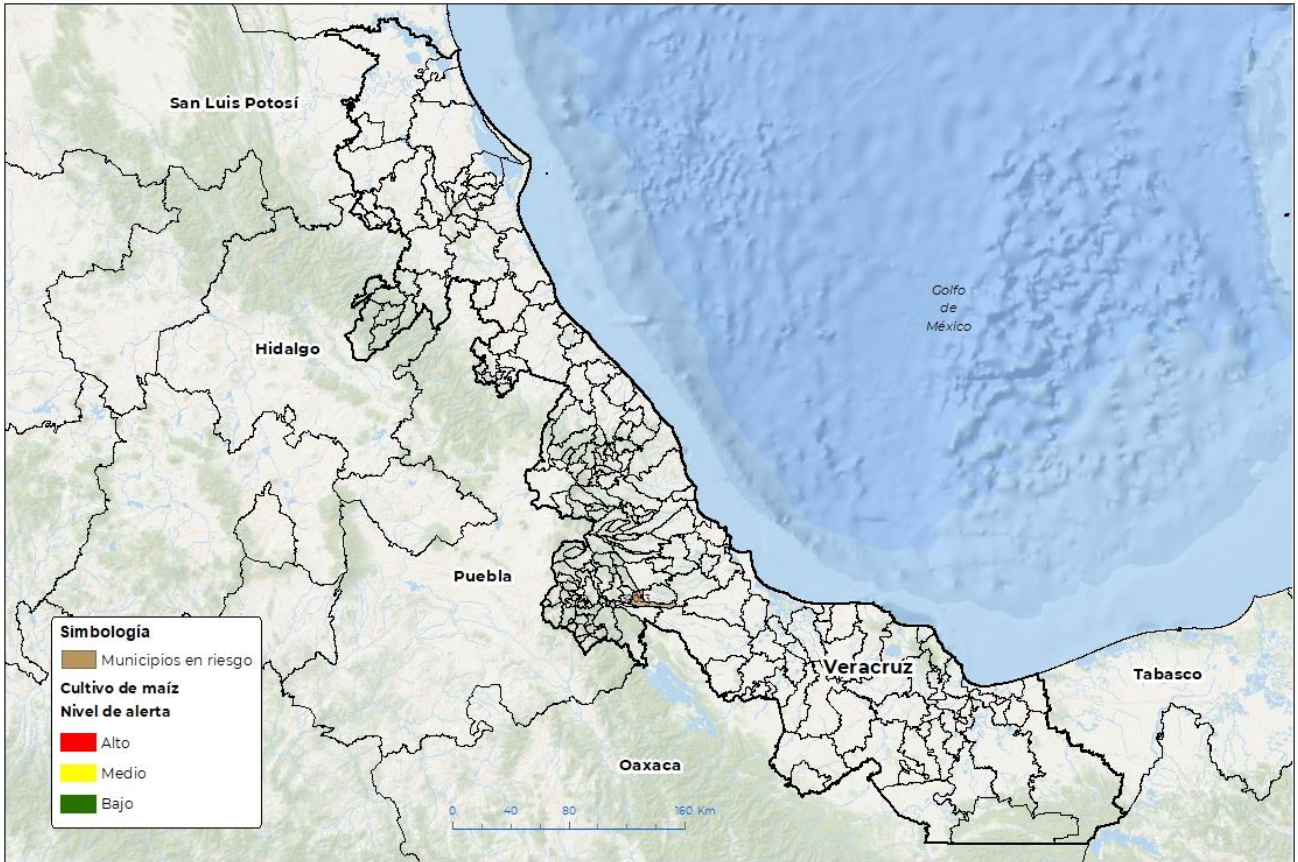 San Luis Potosí
Golfo
de
México
Hidalgo
Puebla
Veracruz
Tabasco
Oaxaca
Simbología
Municipios en riesgo
Cultivo de maíz
Nivel de alerta
Alto
Medio
Bajo
0 40 80 160 Km